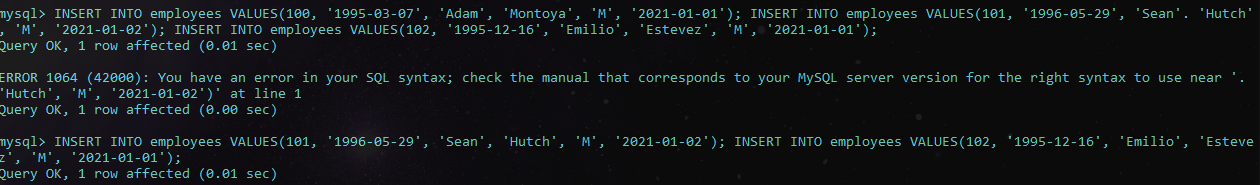 mysql> INSERT INTO employees VALUES(100, '1995-03-07', 'Adam', 'Montoya', 'M', '2021-01-01'); INSERT INTO employees VALUES(101, '1996-05-29', 'Sean'. 'Hutch'
, 'M', '2021-01-02'); INSERT INTO employees VALUES(102, '1995-12-16', 'Emilio', 'Estevez', 'M', '2021-01-01');
Query OK, 1 row affected (0.01 sec)
ERROR 1064 (42000): You have an error in your SQL syntax; check the manual that corresponds to your MySQL server version for the right syntax to use near '.
'Hutch', 'M', '2021-01-02')' at line 1
Query OK, 1 row affected (0.00 sec)
mysql> INSERT INTO employees VALUES(101, '1996-05-29', 'Sean', 'Hutch', 'M', '2021-01-02'); INSERT INTO employees VALUES(102, '1995-12-16', 'Emilio', 'Esteve
z', 'M', '2021-01-01');
Query OK, 1 row affected (0.01 sec)